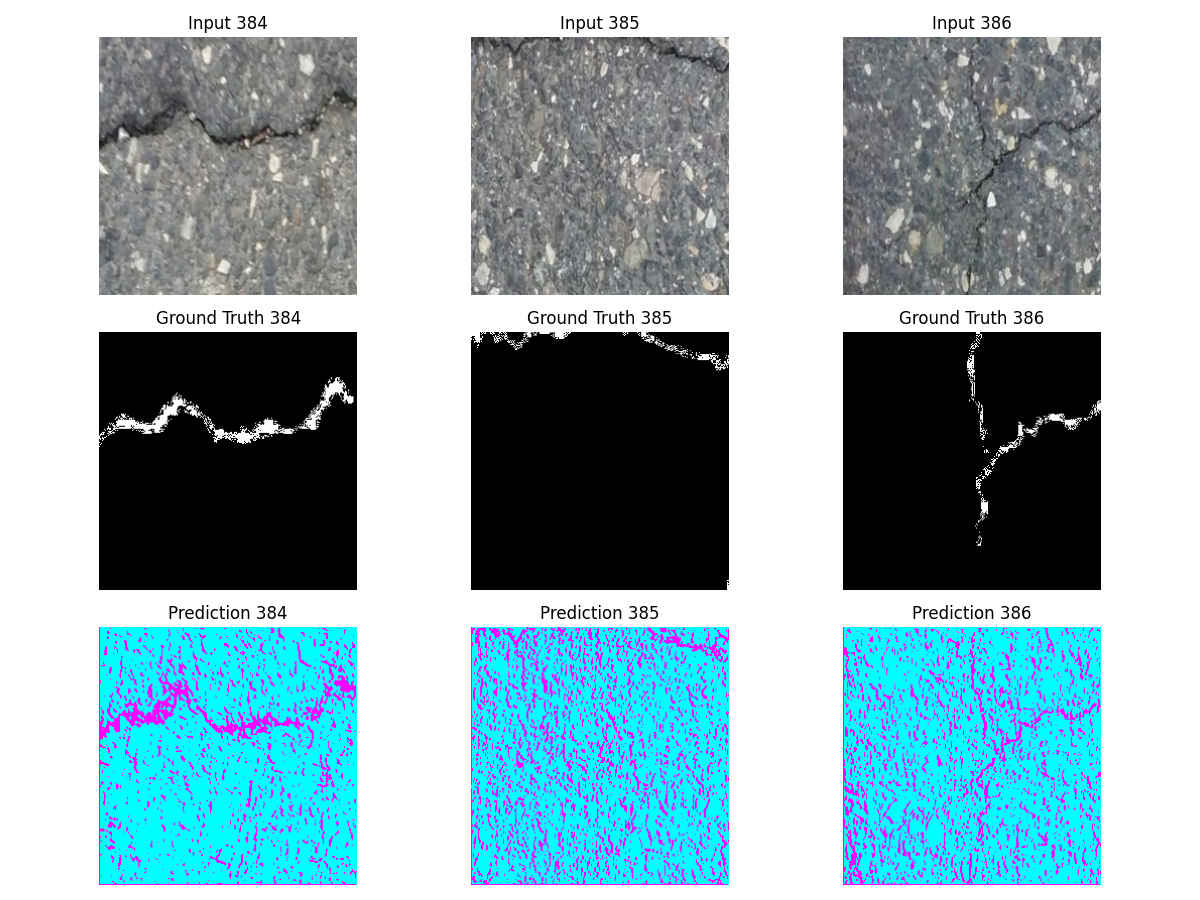 Input 384
Input 385
Input 386
Ground Truth 384
Ground Truth 385
Ground Truth 386
Prediction 384
Prediction 385
Prediction 386